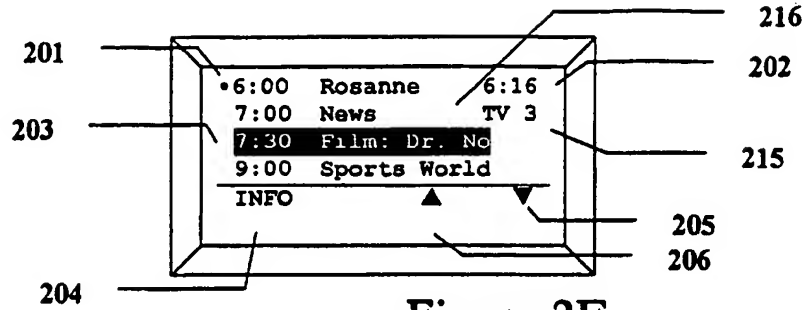 216
201
202
•6:00 Rosanne 6:16
7:00 News TV 3
203
7:30 Film: Dr. No
215
9:00 Sports World
INFO ▲ ▼
205
206
204